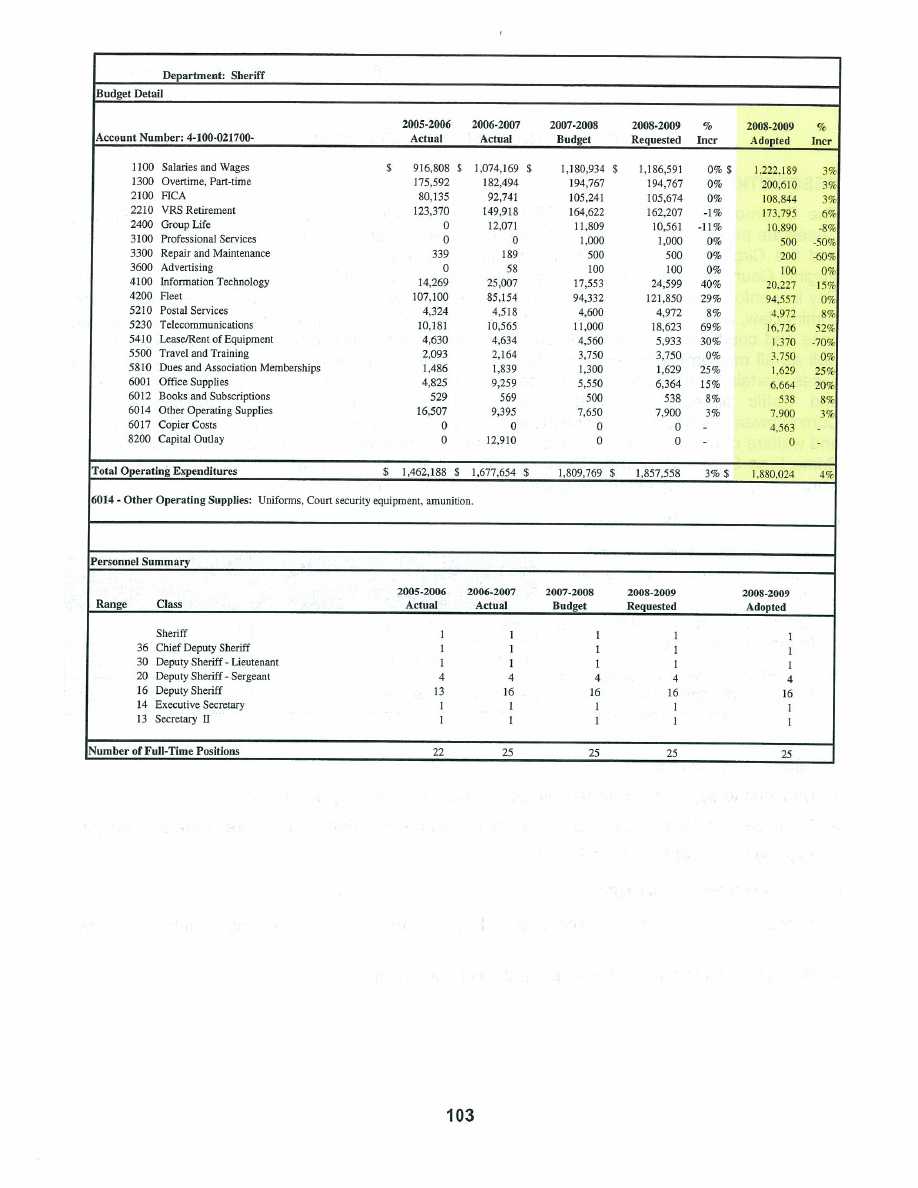 Department: Sheriff
Budget Detail
2005-2006 2006-2007 2007-2008 2008-2009 % 2008-2009 %
Account Number: 4-100-021700- Actual Actual Budget Requested Incr Adopted Incr
1100 Salaries and Wages $ 916,808 $ 1,074,169 $ 1,180,934 $ 1,186,591 0% $ 1,222,189 3%
1300 Overtime, Part-time 175,592 182,494 194,767 194,767 0% 200,610 3%
2100 FICA 80,135 92,741 105,241 105,674 0% 108,844 3%
2210 VRS Retirement 123,370 149,918 164,622 162,207 -1% 173,795 6%
2400 Group Life 0 12,071 11,809 10,561 -11% 10,890 -8%
3100 Professional Services 0 0 1,000 1,000 0% 500 -50%
3300 Repair and Maintenance 339 189 500 500 0% 200 -60%
3600 Advertising 0 58 100 100 0% 100 0%
4100 Information Technology 14,269 25,007 17,553 24,599 40% 20,227 15%
4200 Fleet 107,100 85,154 94,332 121,850 29% 94,557 0%
5210 Postal Services 4,324 4,518 4,600 4,972 8% 4,972 8%
5230 Telecommunications 10,181 10,565 11,000 18,623 69% 16,726 52%
5410 Lease/Rent of Equipment 4,630 4,634 4,560 5,933 30% 1,370 -70%
5500 Travel and Training 2,093 2,164 3,750 3,750 0% 3,750 0%
5810 Dues and Association Memberships 1,486 1,839 1,300 1,629 25% 1,629 25%
6001 Office Supplies 4,825 9,259 5,550 6,364 15% 6,664 20%
6012 Books and Subscriptions 529 569 500 538 8% 538 8%
6014 Other Operating Supplies 16,507 9,395 7,650 7,900 3% 7,900 3%
6017 Copier Costs 0 0 0 0 - 4,563 -
8200 Capital Outlay 0 12,910 0 0 - 0 -
Total Operating Expenditures $ 1,462,188 $ 1,677,654 $ 1,809,769 $ 1,857,558 3% $ 1,880,024 4%
6014 - Other Operating Supplies: Uniforms, Court security equipment, amunition.
Personnel Summary
2005-2006 2006-2007 2007-2008 2008-2009 2008-2009
Range Class Actual Actual Budget Requested Adopted
Sheriff 1 1 1 1 1
36 Chief Deputy Sheriff 1 1 1 1 1
30 Deputy Sheriff - Lieutenant 1 1 1 1 1
20 Deputy Sheriff - Sergeant 4 4 4 4 4
16 Deputy Sheriff 13 16 16 16 16
14 Executive Secretary 1 1 1 1 1
13 Secretary II 1 1 1 1 1
Number of Full-Time Positions 22 25 25 25 25
103